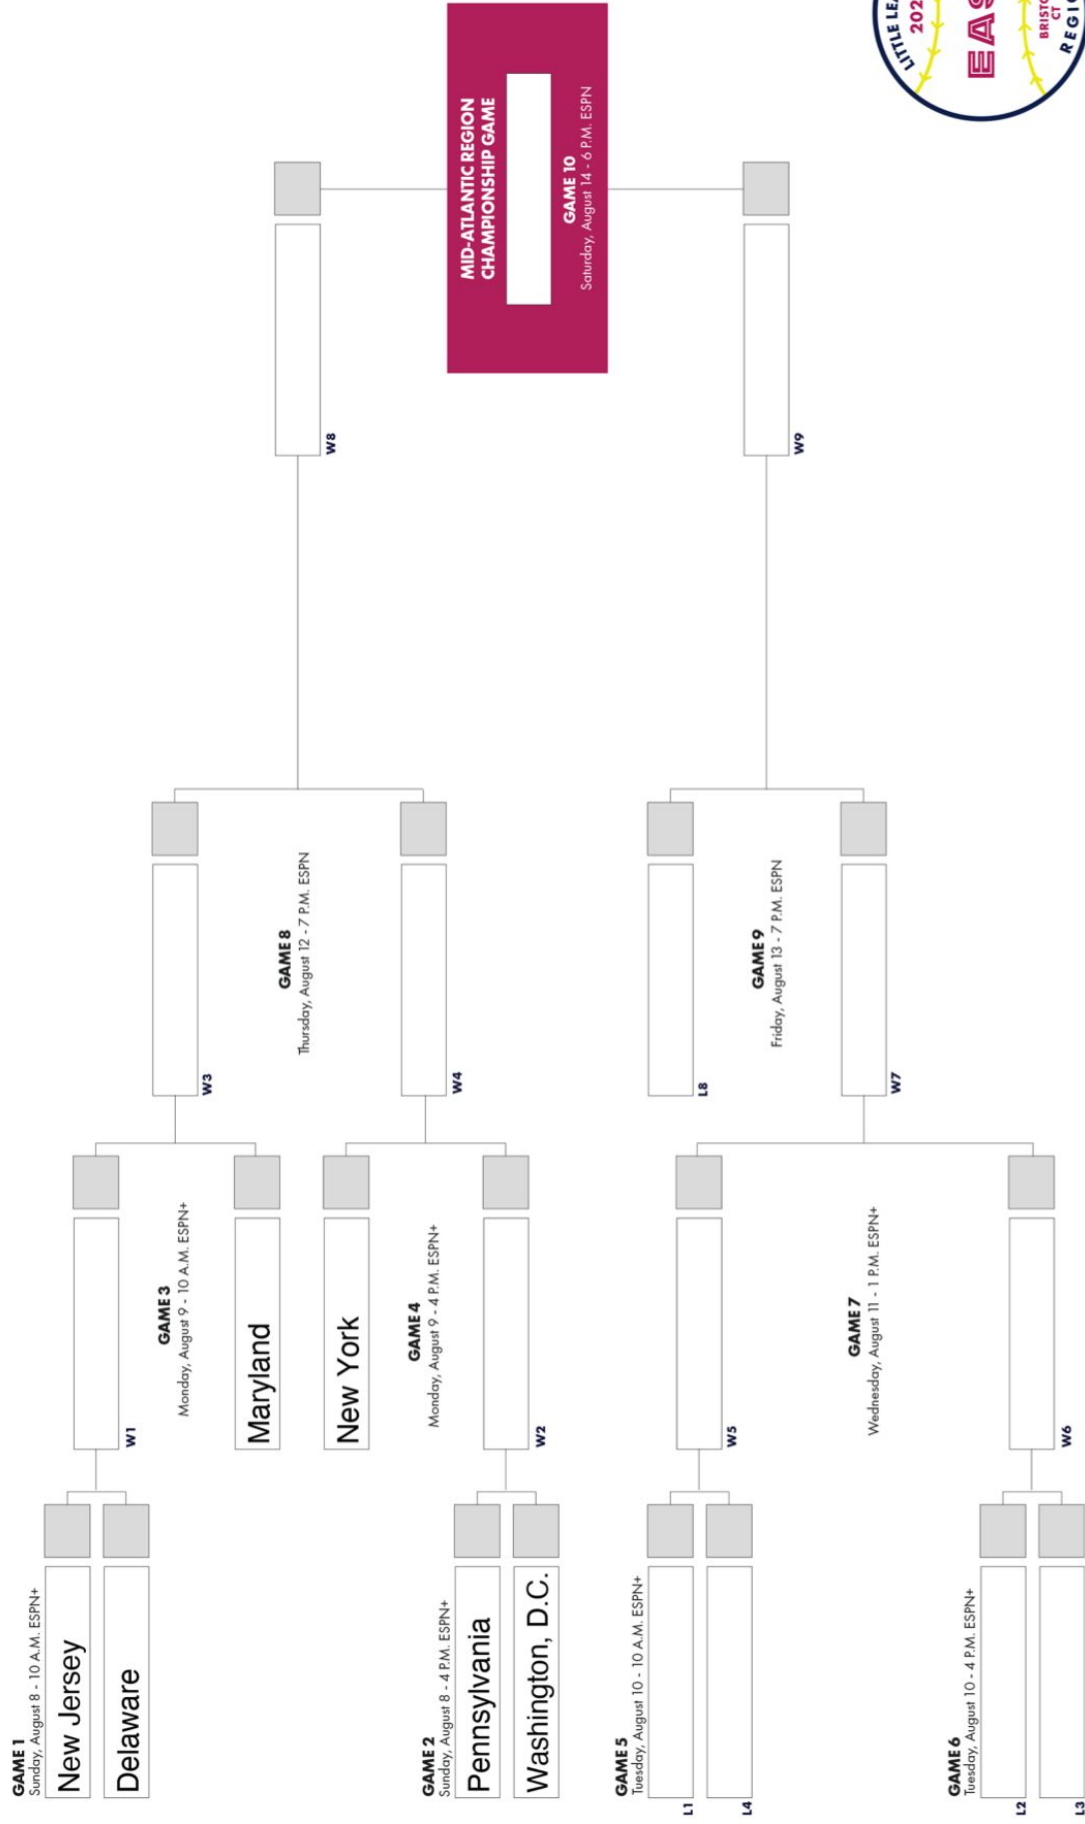 GAME 1
Sunday, August 8 - 10 A.M. ESPN+
New Jersey
Delaware
W1
GAME 3
Monday, August 9 - 10 A.M. ESPN+
Maryland
W3
GAME 2
Sunday, August 8 - 4 P.M. ESPN+
Pennsylvania
Washington, D.C.
W2
New York
GAME 4
Monday, August 9 - 4 P.M. ESPN+
W4
GAME 8
Thursday, August 12 - 7 P.M. ESPN
W8
GAME 5
Tuesday, August 10 - 10 A.M. ESPN+
L1
L4
W5
GAME 6
Tuesday, August 10 - 4 P.M. ESPN+
L2
L3
W6
GAME 7
Wednesday, August 11 - 1 P.M. ESPN+
W7
L8
GAME 9
Friday, August 13 - 7 P.M. ESPN
W9
MID-ATLANTIC REGION
CHAMPIONSHIP GAME
GAME 10
Saturday, August 14 - 6 P.M. ESPN
LITTLE
CT